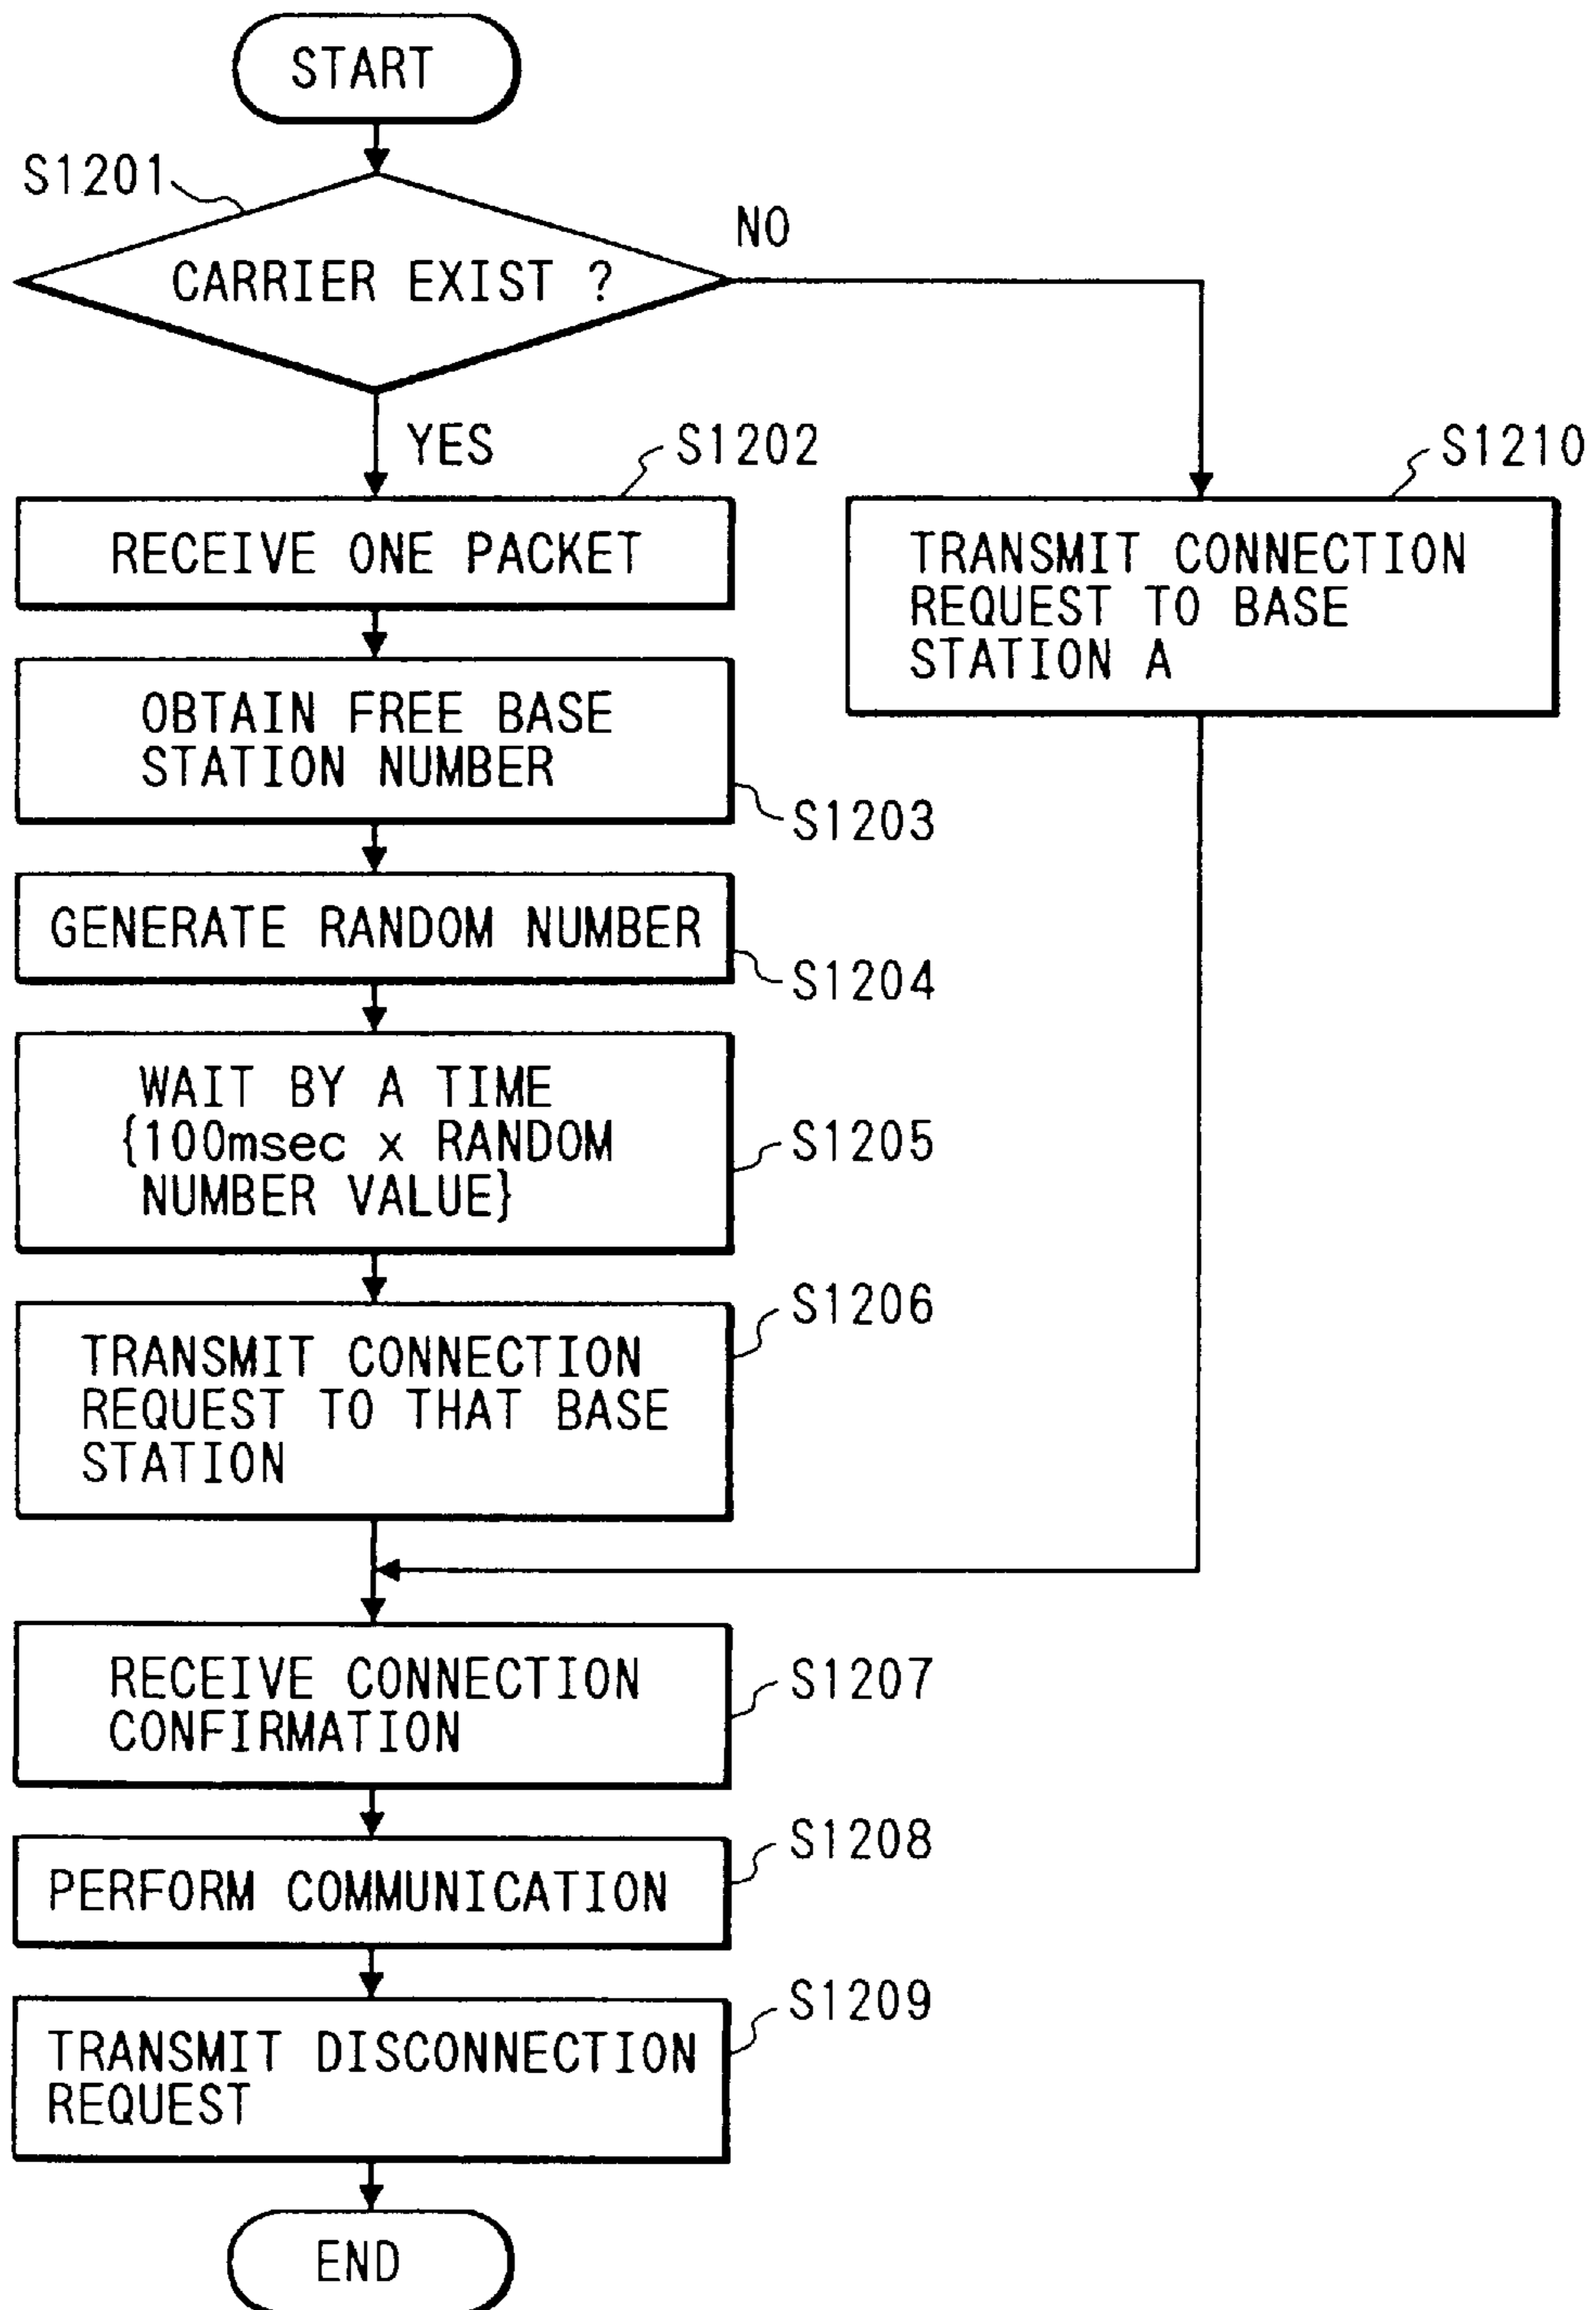 START
S1201
NO
CARRIER EXIST ?
YES
S1202
S1210
RECEIVE ONE PACKET
TRANSMIT CONNECTION
REQUEST TO BASE
STATION A
OBTAIN FREE BASE
STATION NUMBER
S1203
GENERATE RANDOM NUMBER
S1204
WAIT BY A TIME
{100msec x RANDOM
NUMBER VALUE}
S1205
S1206
TRANSMIT CONNECTION
REQUEST TO THAT BASE
STATION
RECEIVE CONNECTION
CONFIRMATION
S1207
S1208
PERFORM COMMUNICATION
S1209
TRANSMIT DISCONNECTION
REQUEST
END